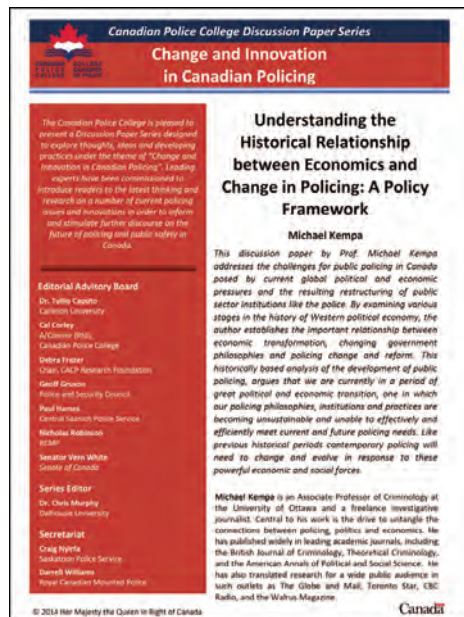 Canadian Police College Discussion Paper Series
CANADIAN
POLICE
COLLEGE
COLLÈGE
CANADIEN
DE POLICE
Change and Innovation
in Canadian Policing
The Canadian Police College is pleased to
present a Discussion Paper Series designed
to explore thoughts, ideas and developing
practices under the theme of "Change and
Innovation in Canadian Policing". Leading
experts have been commissioned to
introduce readers to the latest thinking and
research on a number of current policing
issues and innovations in order to inform
and stimulate further discourse on the
future of policing and public safety in
Canada.
Editorial Advisory Board
Dr. Tullio Caputo
Carleton University
Cal Corley
A/Commr (Rtd),
Canadian Police College
Debra Frazer
Chair, CACP Research Foundation
Geoff Gruson
Police and Security Council
Paul Hames
Central Saanich Police Service
Nicholas Robinson
RCMP
Senator Vern White
Senate of Canada
Series Editor
Dr. Chris Murphy
Dalhousie University
Secretariat
Craig Nyirfa
Saskatoon Police Service
Darrell Williams
Royal Canadian Mounted Police
Understanding the
Historical Relationship
between Economics and
Change in Policing: A Policy
Framework
Michael Kempa
This discussion paper by Prof. Michael Kempa
addresses the challenges for public policing in Canada
posed by current global political and economic
pressures and the resulting restructuring of public
sector institutions like the police. By examining various
stages in the history of Western political economy, the
author establishes the important relationship between
economic transformation, changing government
philosophies and policing change and reform. This
historically based analysis of the development of public
policing, argues that we are currently in a period of
great political and economic transition, one in which
our policing philosophies, institutions and practices are
becoming unsustainable and unable to effectively and
efficiently meet current and future policing needs. Like
previous historical periods contemporary policing will
need to change and evolve in response to these
powerful economic and social forces.
Michael Kempa is an Associate Professor of Criminology at
the University of Ottawa and a freelance investigative
journalist. Central to his work is the drive to untangle the
connections between policing, politics and economics. He
has published widely in leading academic journals, including
the British Journal of Criminology, Theoretical Criminology,
and the American Annals of Political and Social Science. He
has also translated research for a wide public audience in
such outlets as The Globe and Mail, Toronto Star, CBC
Radio, and the Walrus Magazine.
© 2014 Her Majesty the Queen in Right of Canada
Canada